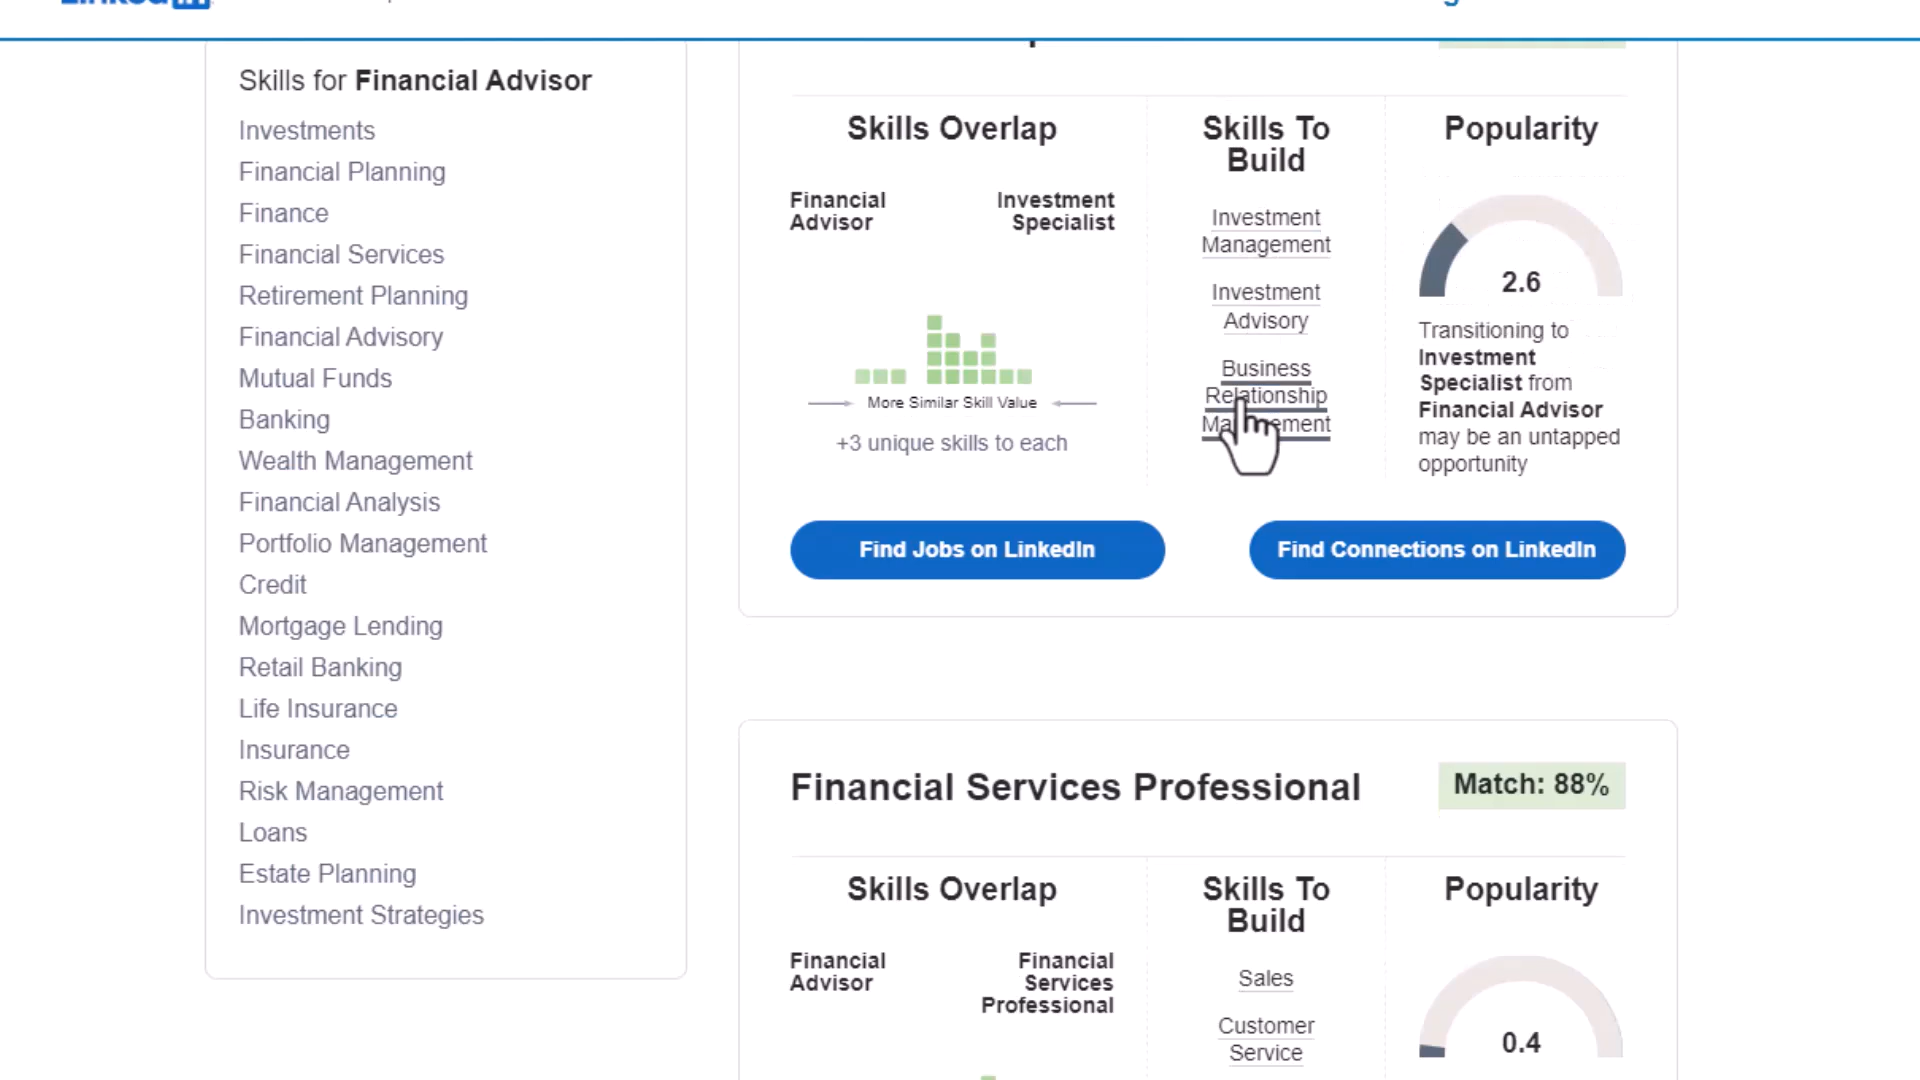 Skills for Financial Advisor
Investments
Financial Planning
Finance
Financial Services
Retirement Planning
Financial Advisory
Mutual Funds
Banking
Wealth Management
Financial Analysis
Portfolio Management
Credit
Mortgage Lending
Retail Banking
Life Insurance
Insurance
Risk Management
Loans
Estate Planning
Investment Strategies
Skills Overlap
Financial
Advisor
Investment
Specialist
More Similar Skill Value
+3 unique skills to each
Skills To
Build
Investment
Management
Investment
Advisory
Business
Relationship
Management
Popularity
2.6
Transitioning to
Investment
Specialist from
Financial Advisor
may be an untapped
opportunity
Find Jobs on LinkedIn
Find Connections on LinkedIn
Financial Services Professional
Match: 88%
Skills Overlap
Financial
Advisor
Financial
Services
Professional
Skills To
Build
Sales
Customer
Service
Popularity
0.4